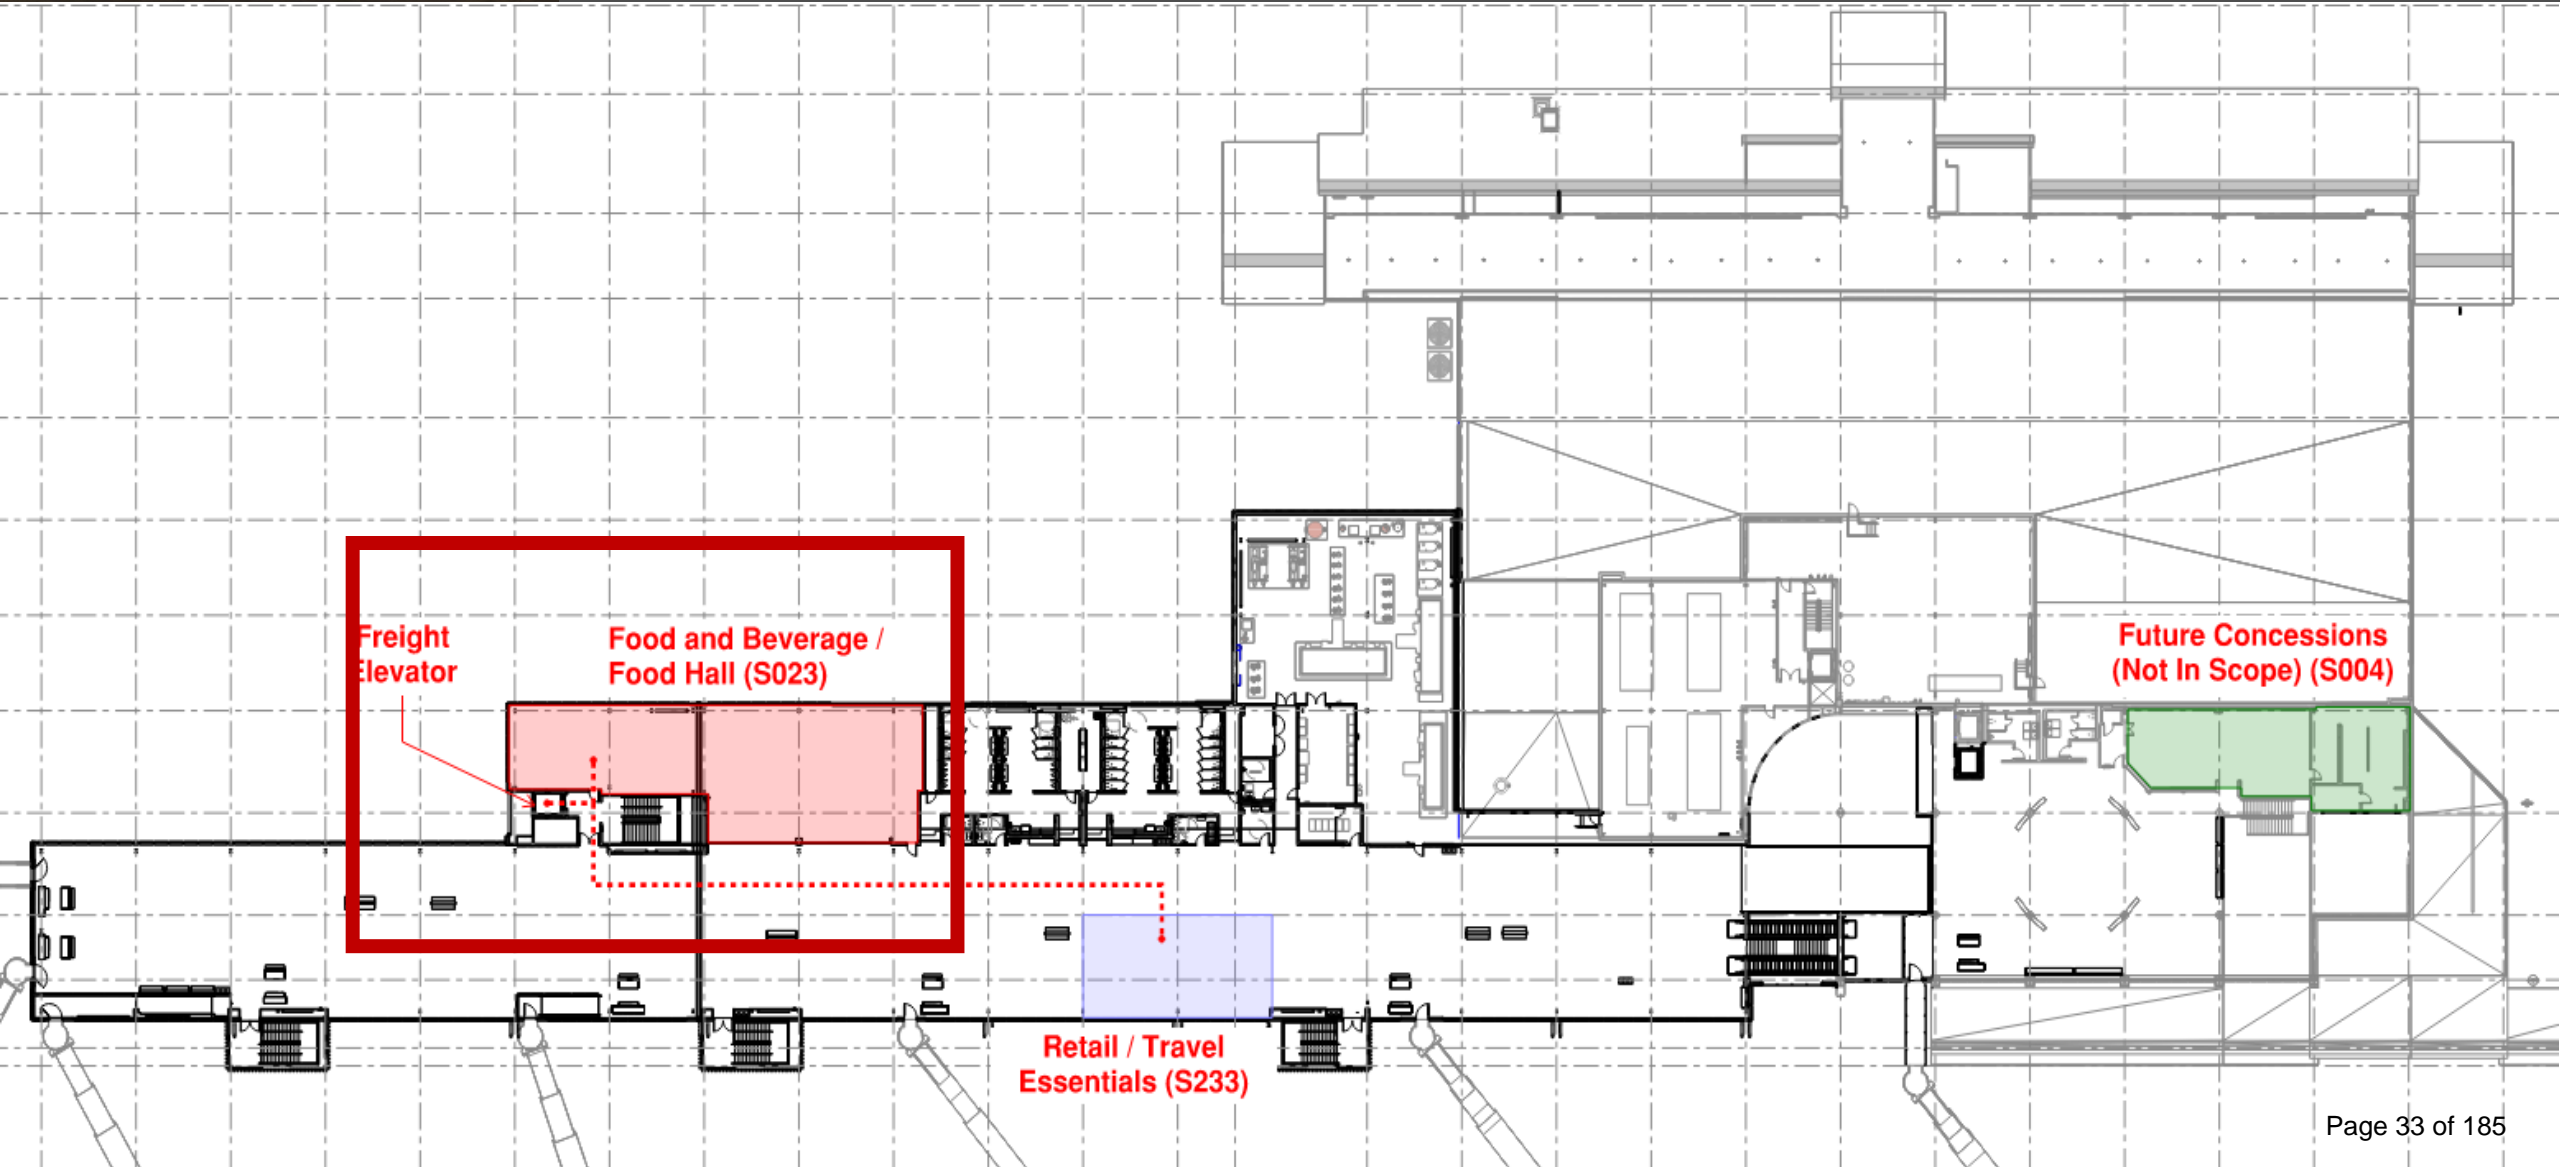 Freight
Elevator
Food and Beverage /
Food Hall (S023)
Future Concessions
(Not In Scope) (S004)
Retail / Travel
Essentials (S233)
Page 33 of 185